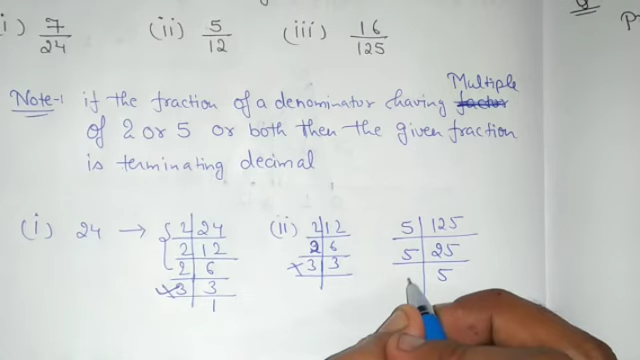 i) 7/24 (ii) 5/12 (iii) 16/125
Note-1 if the fraction of a denominator having Multiple
of 2 or 5 or both then the given fraction
is terminating decimal
(i) 24 → 2 | 24 (ii) 2 | 12 5 | 125
2 | 12 2 | 6 5 | 25
2 | 6 3 | 3 5
3 | 3
1